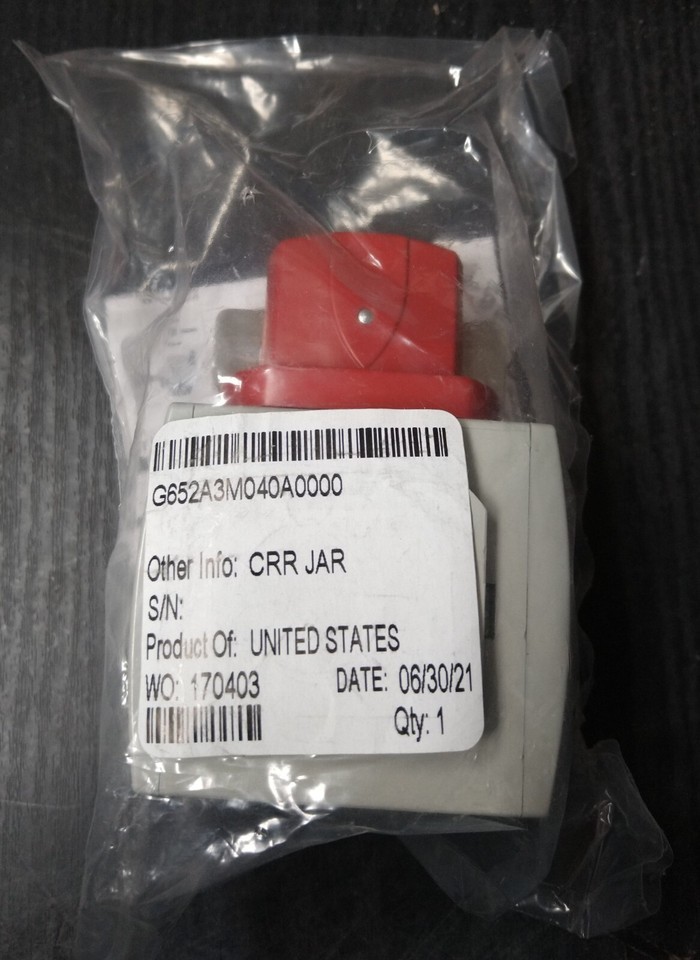 G652A3M040A0000
Other Info: CRR JAR
S/N:
Product Of: UNITED STATES
WO: 170403 DATE: 06/30/21
Qty: 1